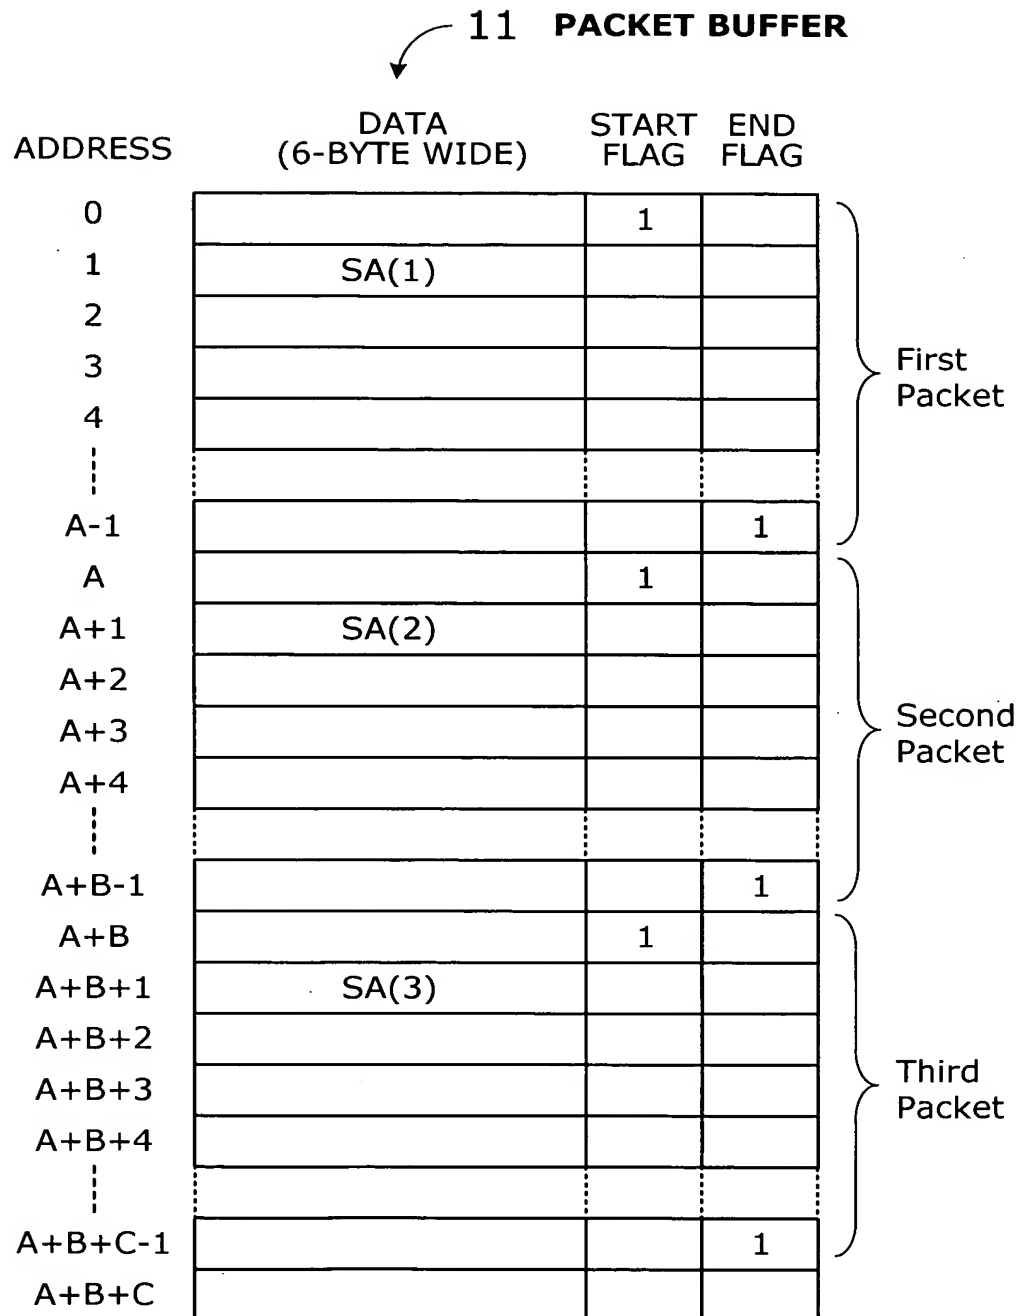 11 PACKET BUFFER
ADDRESS DATA (6-BYTE WIDE) START FLAG END FLAG
0 1
1 SA(1)
2
3
4
First Packet
A-1 1
A 1
A+1 SA(2)
A+2
A+3
A+4
Second Packet
A+B-1 1
A+B 1
A+B+1 SA(3)
A+B+2
A+B+3
A+B+4
Third Packet
A+B+C-1 1
A+B+C